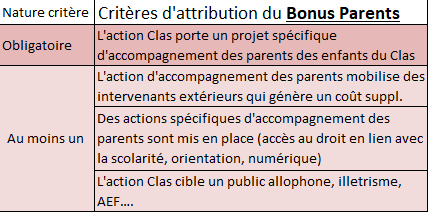 Nature critère Critères d'attribution du Bonus Parents
Obligatoire
L'action Clas porte un projet spécifique
d'accompagnement des parents des enfants du Clas
Au moins un
L'action d'accompagnement des parents mobilise des
intervenants extérieurs qui génère un coût suppl.
Des actions spécifiques d'accompagnement des
parents sont mis en place (accès au droit en lien avec
la scolarité, orientation, numérique)
L'action Clas cible un public allophone, illetrisme,
AEF....